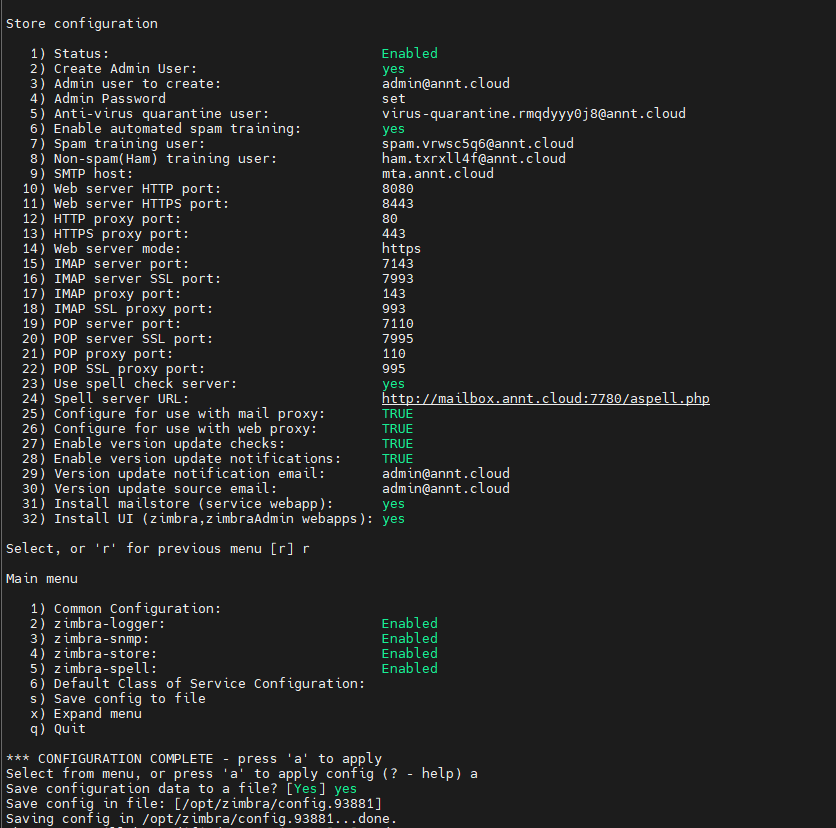 Store configuration
1) Status: Enabled
2) Create Admin User: yes
3) Admin user to create: admin@annt.cloud
4) Admin Password set
5) Anti-virus quarantine user: virus-quarantine.rmqdyyy0j8@annt.cloud
6) Enable automated spam training: yes
7) Spam training user: spam.vrwsc5q6@annt.cloud
8) Non-spam(Ham) training user: ham.txrxll4f@annt.cloud
9) SMTP host: mta.annt.cloud
10) Web server HTTP port: 8080
11) Web server HTTPS port: 8443
12) HTTP proxy port: 80
13) HTTPS proxy port: 443
14) Web server mode: https
15) IMAP server port: 7143
16) IMAP server SSL port: 7993
17) IMAP proxy port: 143
18) IMAP SSL proxy port: 993
19) POP server port: 7110
20) POP server SSL port: 7995
21) POP proxy port: 110
22) POP SSL proxy port: 995
23) Use spell check server: yes
24) Spell server URL: http://mailbox.annt.cloud:7780/aspell.php
25) Configure for use with mail proxy: TRUE
26) Configure for use with web proxy: TRUE
27) Enable version update checks: TRUE
28) Enable version update notifications: TRUE
29) Version update notification email: admin@annt.cloud
30) Version update source email: admin@annt.cloud
31) Install mailstore (service webapp): yes
32) Install UI (zimbra,zimbraAdmin webapps): yes
Select, or 'r' for previous menu [r] r
Main menu
1) Common Configuration:
2) zimbra-logger: Enabled
3) zimbra-snmp: Enabled
4) zimbra-store: Enabled
5) zimbra-spell: Enabled
6) Default Class of Service Configuration:
s) Save config to file
x) Expand menu
q) Quit
*** CONFIGURATION COMPLETE - press 'a' to apply
Select from menu, or press 'a' to apply config (? - help) a
Save configuration data to a file? [Yes] yes
Save config in file: [/opt/zimbra/config.93881]
Saving config in /opt/zimbra/config.93881...done.